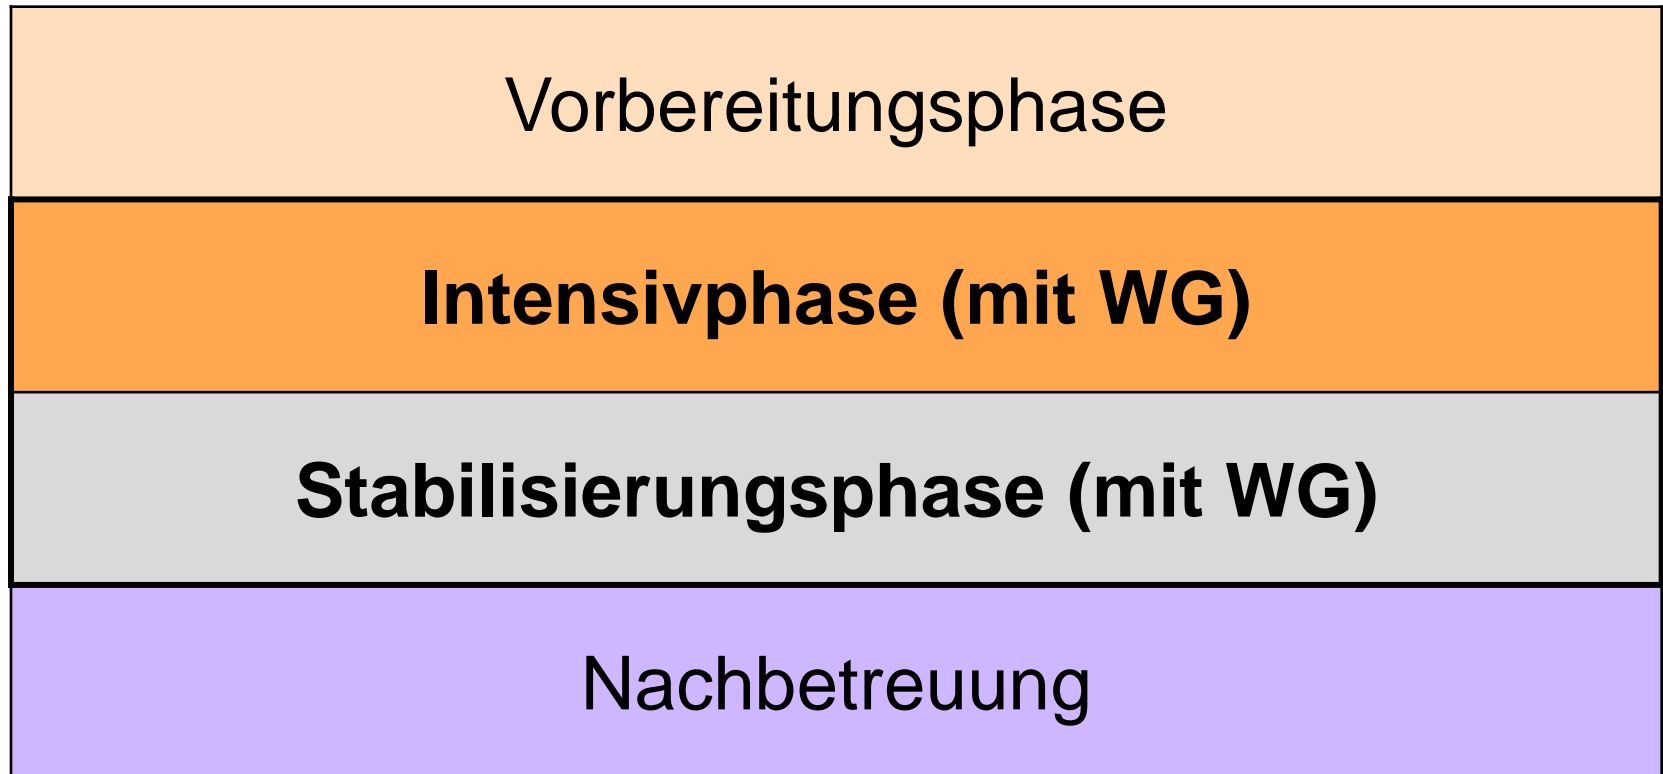 Vorbereitungsphase
Intensivphase (mit WG)
Stabilisierungsphase (mit WG)
Nachbetreuung